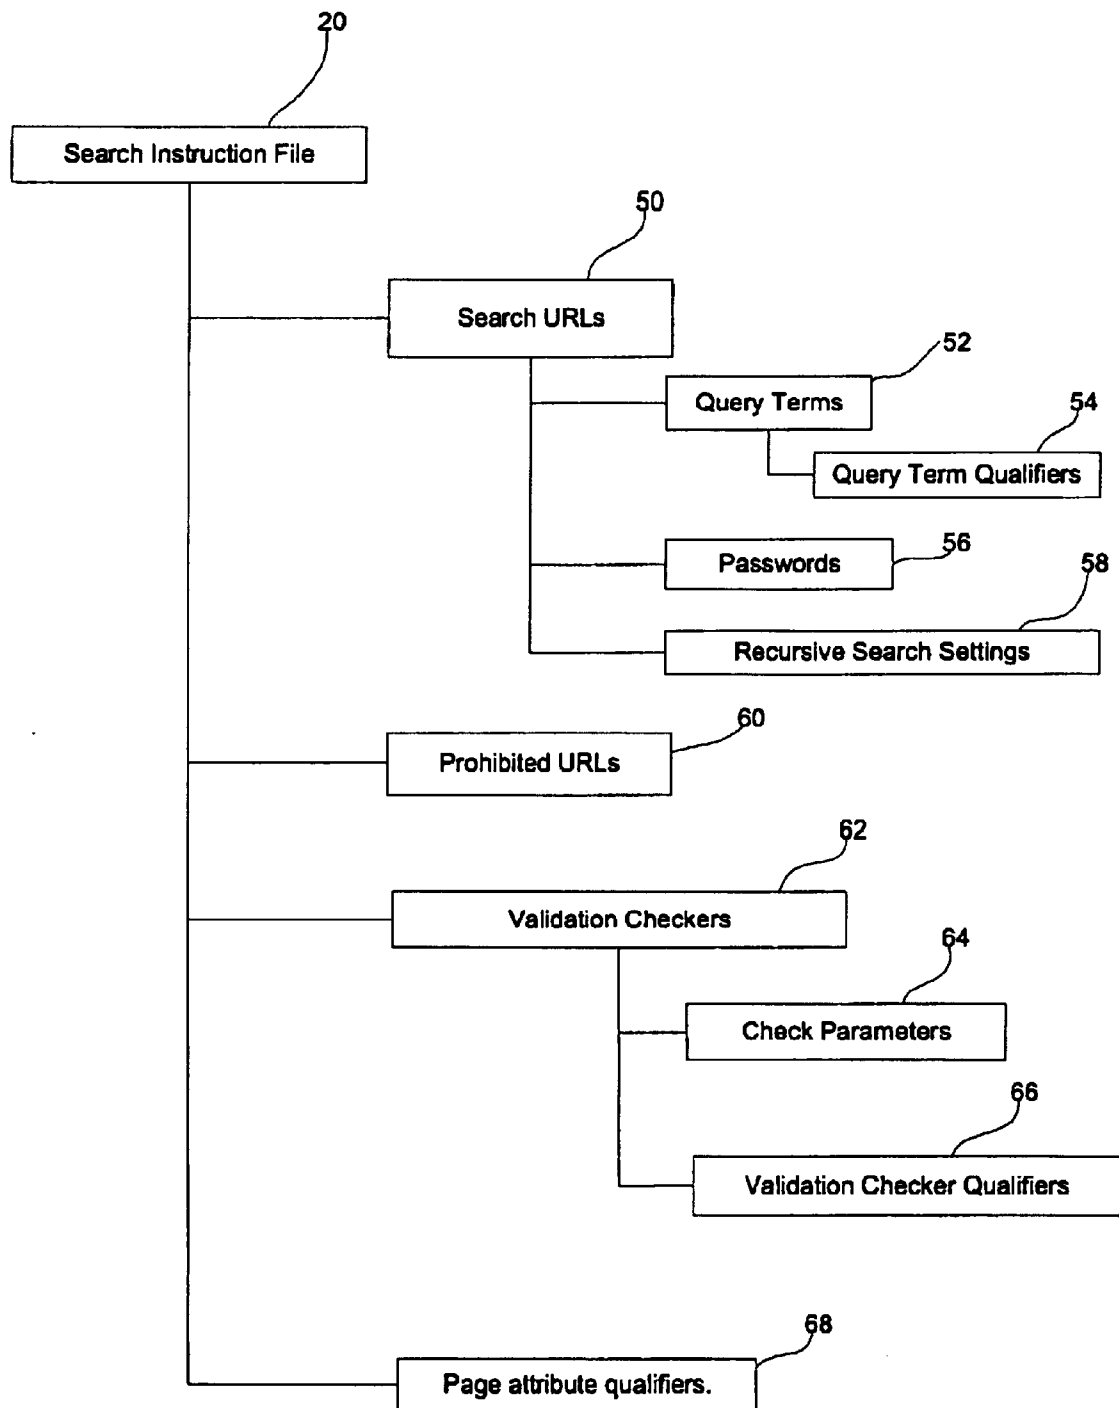 20
Search Instruction File
50
Search URLs
52
Query Terms
54
Query Term Qualifiers
56
Passwords
58
Recursive Search Settings
60
Prohibited URLs
62
Validation Checkers
64
Check Parameters
66
Validation Checker Qualifiers
68
Page attribute qualifiers.